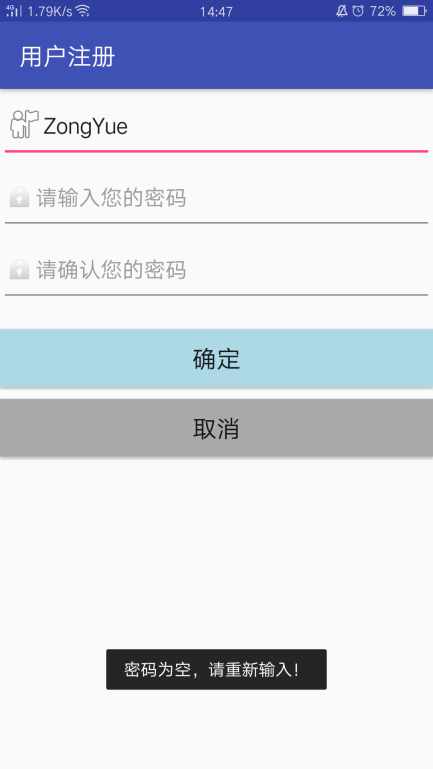 4G 1.79K/s 14:47 72%
用户注册
ZongYue
请输入您的密码
请确认您的密码
确定
取消
密码为空，请重新输入！